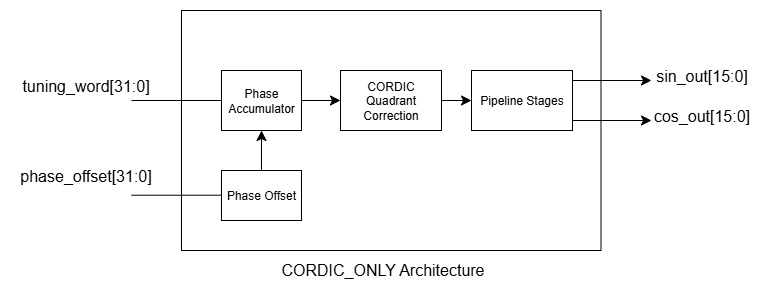 tuning_word[31:0]
Phase
Accumulator
CORDIC
Quadrant
Correction
Pipeline Stages
sin_out[15:0]
cos_out[15:0]
phase_offset[31:0]
Phase Offset
CORDIC_ONLY Architecture